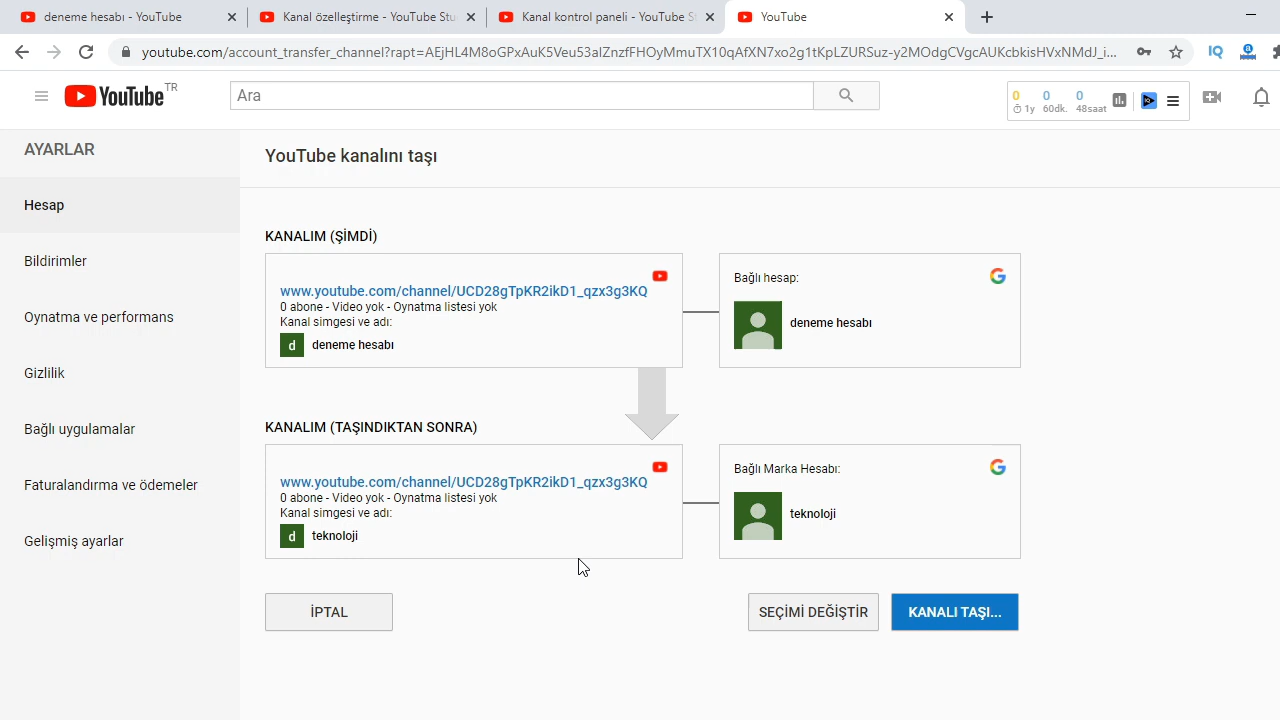 deneme hesabı - YouTube
Kanal özelleştirme - YouTube Stu
Kanal kontrol paneli - YouTube S
YouTube
youtube.com/account_transfer_channel?rapt=AEjHL4M8oGPxAuK5Veu53alZnzfFHOyMmuTX10qAYXN7xo2g1tKpLZURSuz-y2MOdgCVgcAUKcbkisHVxNMdJ_i...
YouTube TR
Ara
0 0 0
1y 60dk. 48saat
AYARLAR
Hesap
Bildirimler
Oynatma ve performans
Gizlilik
Bağlı uygulamalar
Faturalandırma ve ödemeler
Gelişmiş ayarlar
YouTube kanalını taşı
KANALIM (ŞİMDİ)
www.youtube.com/channel/UCD28gTpKR2ikD1_qzx3g3KQ
0 abone - Video yok - Oynatma listesi yok
Kanal simgesi ve adı:
d deneme hesabı
Bağlı hesap:
deneme hesabı
KANALIM (TAŞINDIKTAN SONRA)
www.youtube.com/channel/UCD28gTpKR2ikD1_qzx3g3KQ
0 abone - Video yok - Oynatma listesi yok
Kanal simgesi ve adı:
d teknoloji
Bağlı Marka Hesabı:
teknoloji
İPTAL
SEÇİMİ DEĞİŞTİR
KANALI TAŞI...